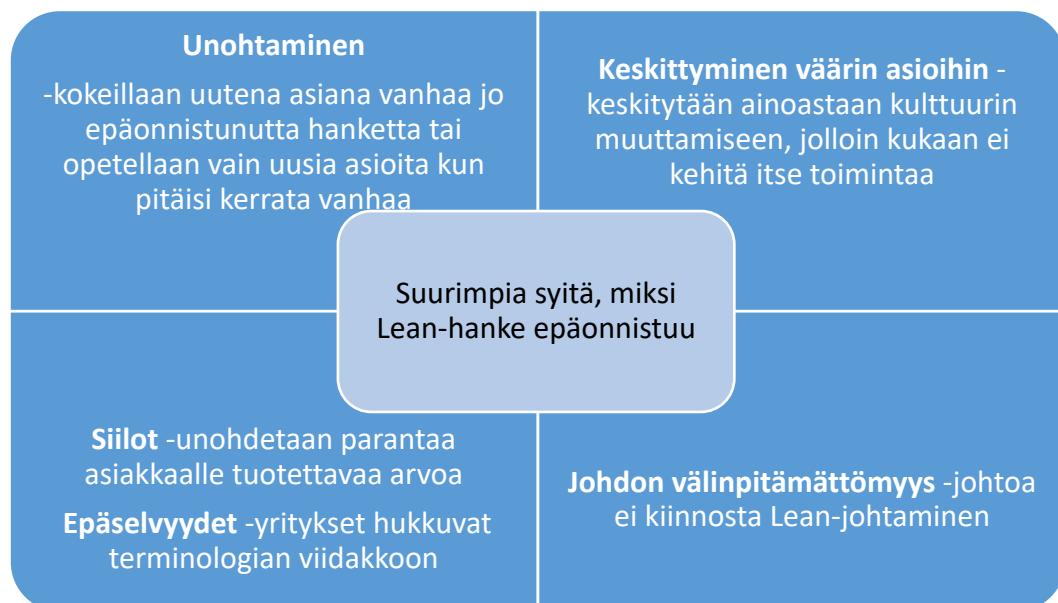 Unohtaminen
-kokeillaan uutena asiana vanhaa jo
epäonnistunutta hanketta tai
opetellaan vain uusia asioita kun
pitäisi kerrata vanhaa
Keskittyminen väärin asioihin -
keskitytään ainoastaan kulttuurin
muuttamiseen, jolloin kukaan ei
kehitä itse toimintaa
Suurimpia syitä, miksi
Lean-hanke epäonnistuu
Siilot -unohdetaan parantaa
asiakkaalle tuotettavaa arvoa
Epäselvyydet -yritykset hukkuvat
terminologian viidakkoon
Johdon välinpitämättömyys -johtoa
ei kiinnosta Lean-johtaminen